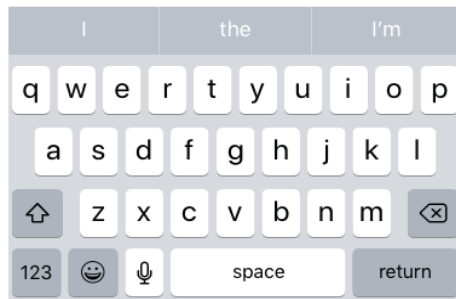 I the I'm
q w e r t y u i o p
a s d f g h j k l
z x c v b n m
123 space return